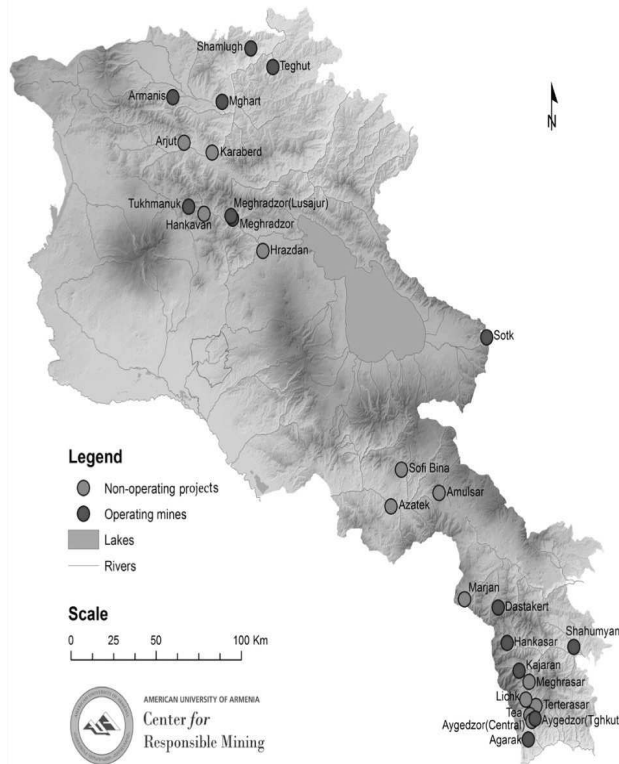 Shamlugh
Teghut
Armanis
Mghart
Arjut
Karaberd
Tukhmanuk
Meghradzor(Lusajur)
Hankavan
Meghradzor
Hrazdan
N
Sotk
Legend
Non-operating projects
Operating mines
Lakes
Rivers
Sofi Bina
Amulsar
Azatek
Marjan
Dastakert
Scale
0 25 50 100 Km
Hankasar
Shahumyan
Kajaran
Meghrasar
Lichk
Terterasar
Tea
Aygedzor(Central)
Aygedzor(Tghkut
Agarak
AMERICAN UNIVERSITY OF ARMENIA
Center for
Responsible Mining